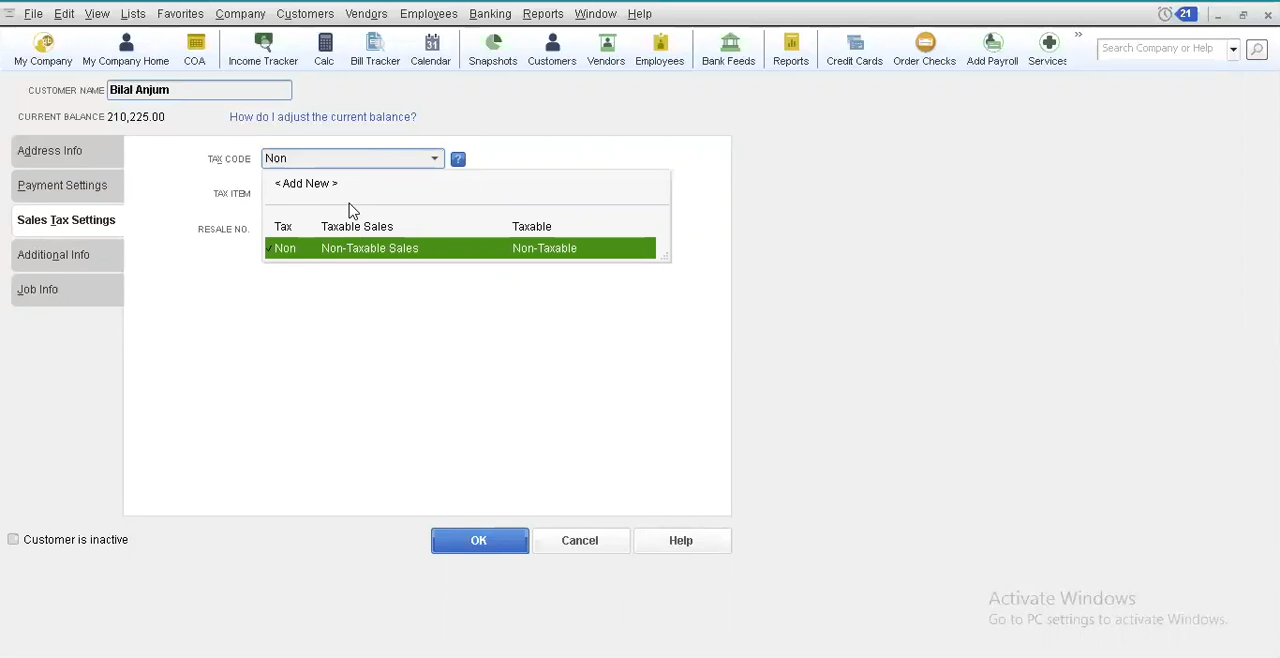 File Edit View Lists Favorites Company Customers Vendors Employees Banking Reports Window Help 21
My Company My Company Home COA Income Tracker Calc Bill Tracker 31 Calendar Snapshots Customers Vendors Employees Bank Feeds Reports Credit Cards Order Checks Add Payroll Services » Search Company or Help
CUSTOMER NAME Bilal Anjum
CURRENT BALANCE 210,225.00 How do I adjust the current balance?
Address Info
Payment Settings
Sales Tax Settings
Additional Info
Job Info
TAX CODE Non ?
< Add New >
TAX ITEM
Tax Taxable Sales Taxable
RESALE NO.
✓ Non Non-Taxable Sales Non-Taxable
Customer is inactive
OK Cancel Help
Activate Windows
Go to PC settings to activate Windows.